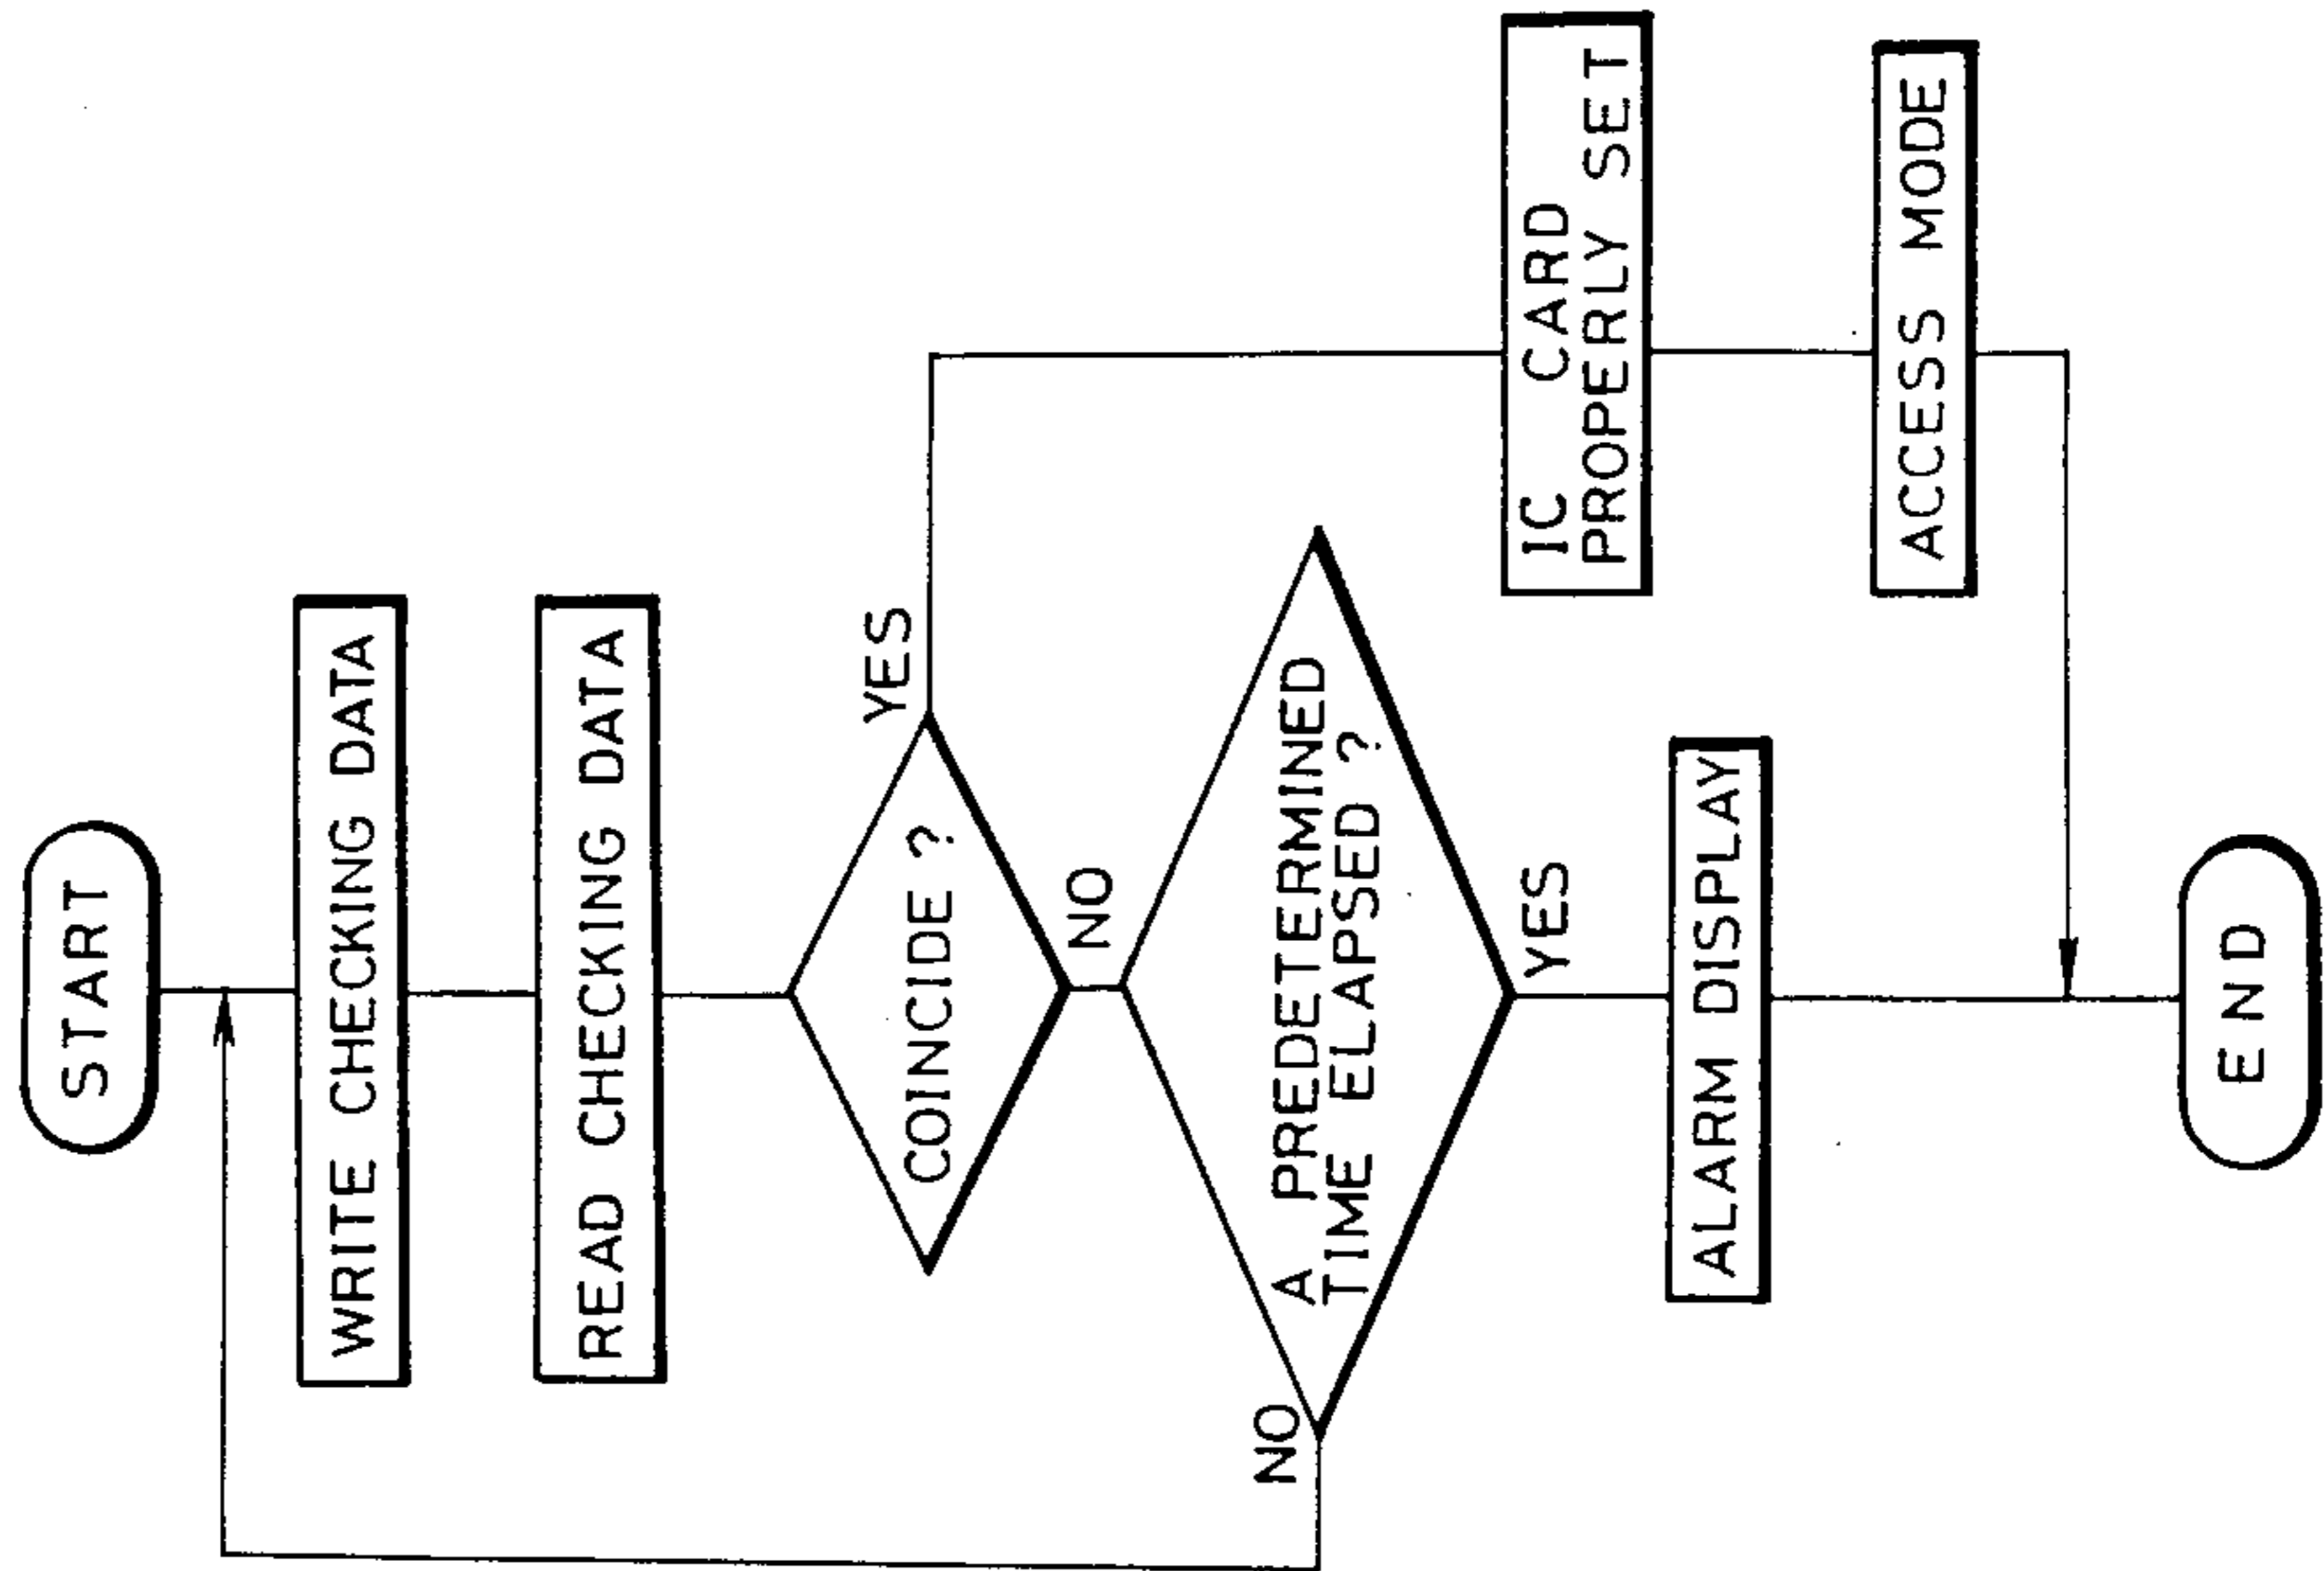 START
WRITE CHECKING DATA
READ CHECKING DATA
COINCIDE ?
YES
NO
A PREDETERMINED
TIME ELAPSED ?
NO
YES
IC CARD
PROPERLY SET
ALARM DISPLAY
ACCESS MODE
END